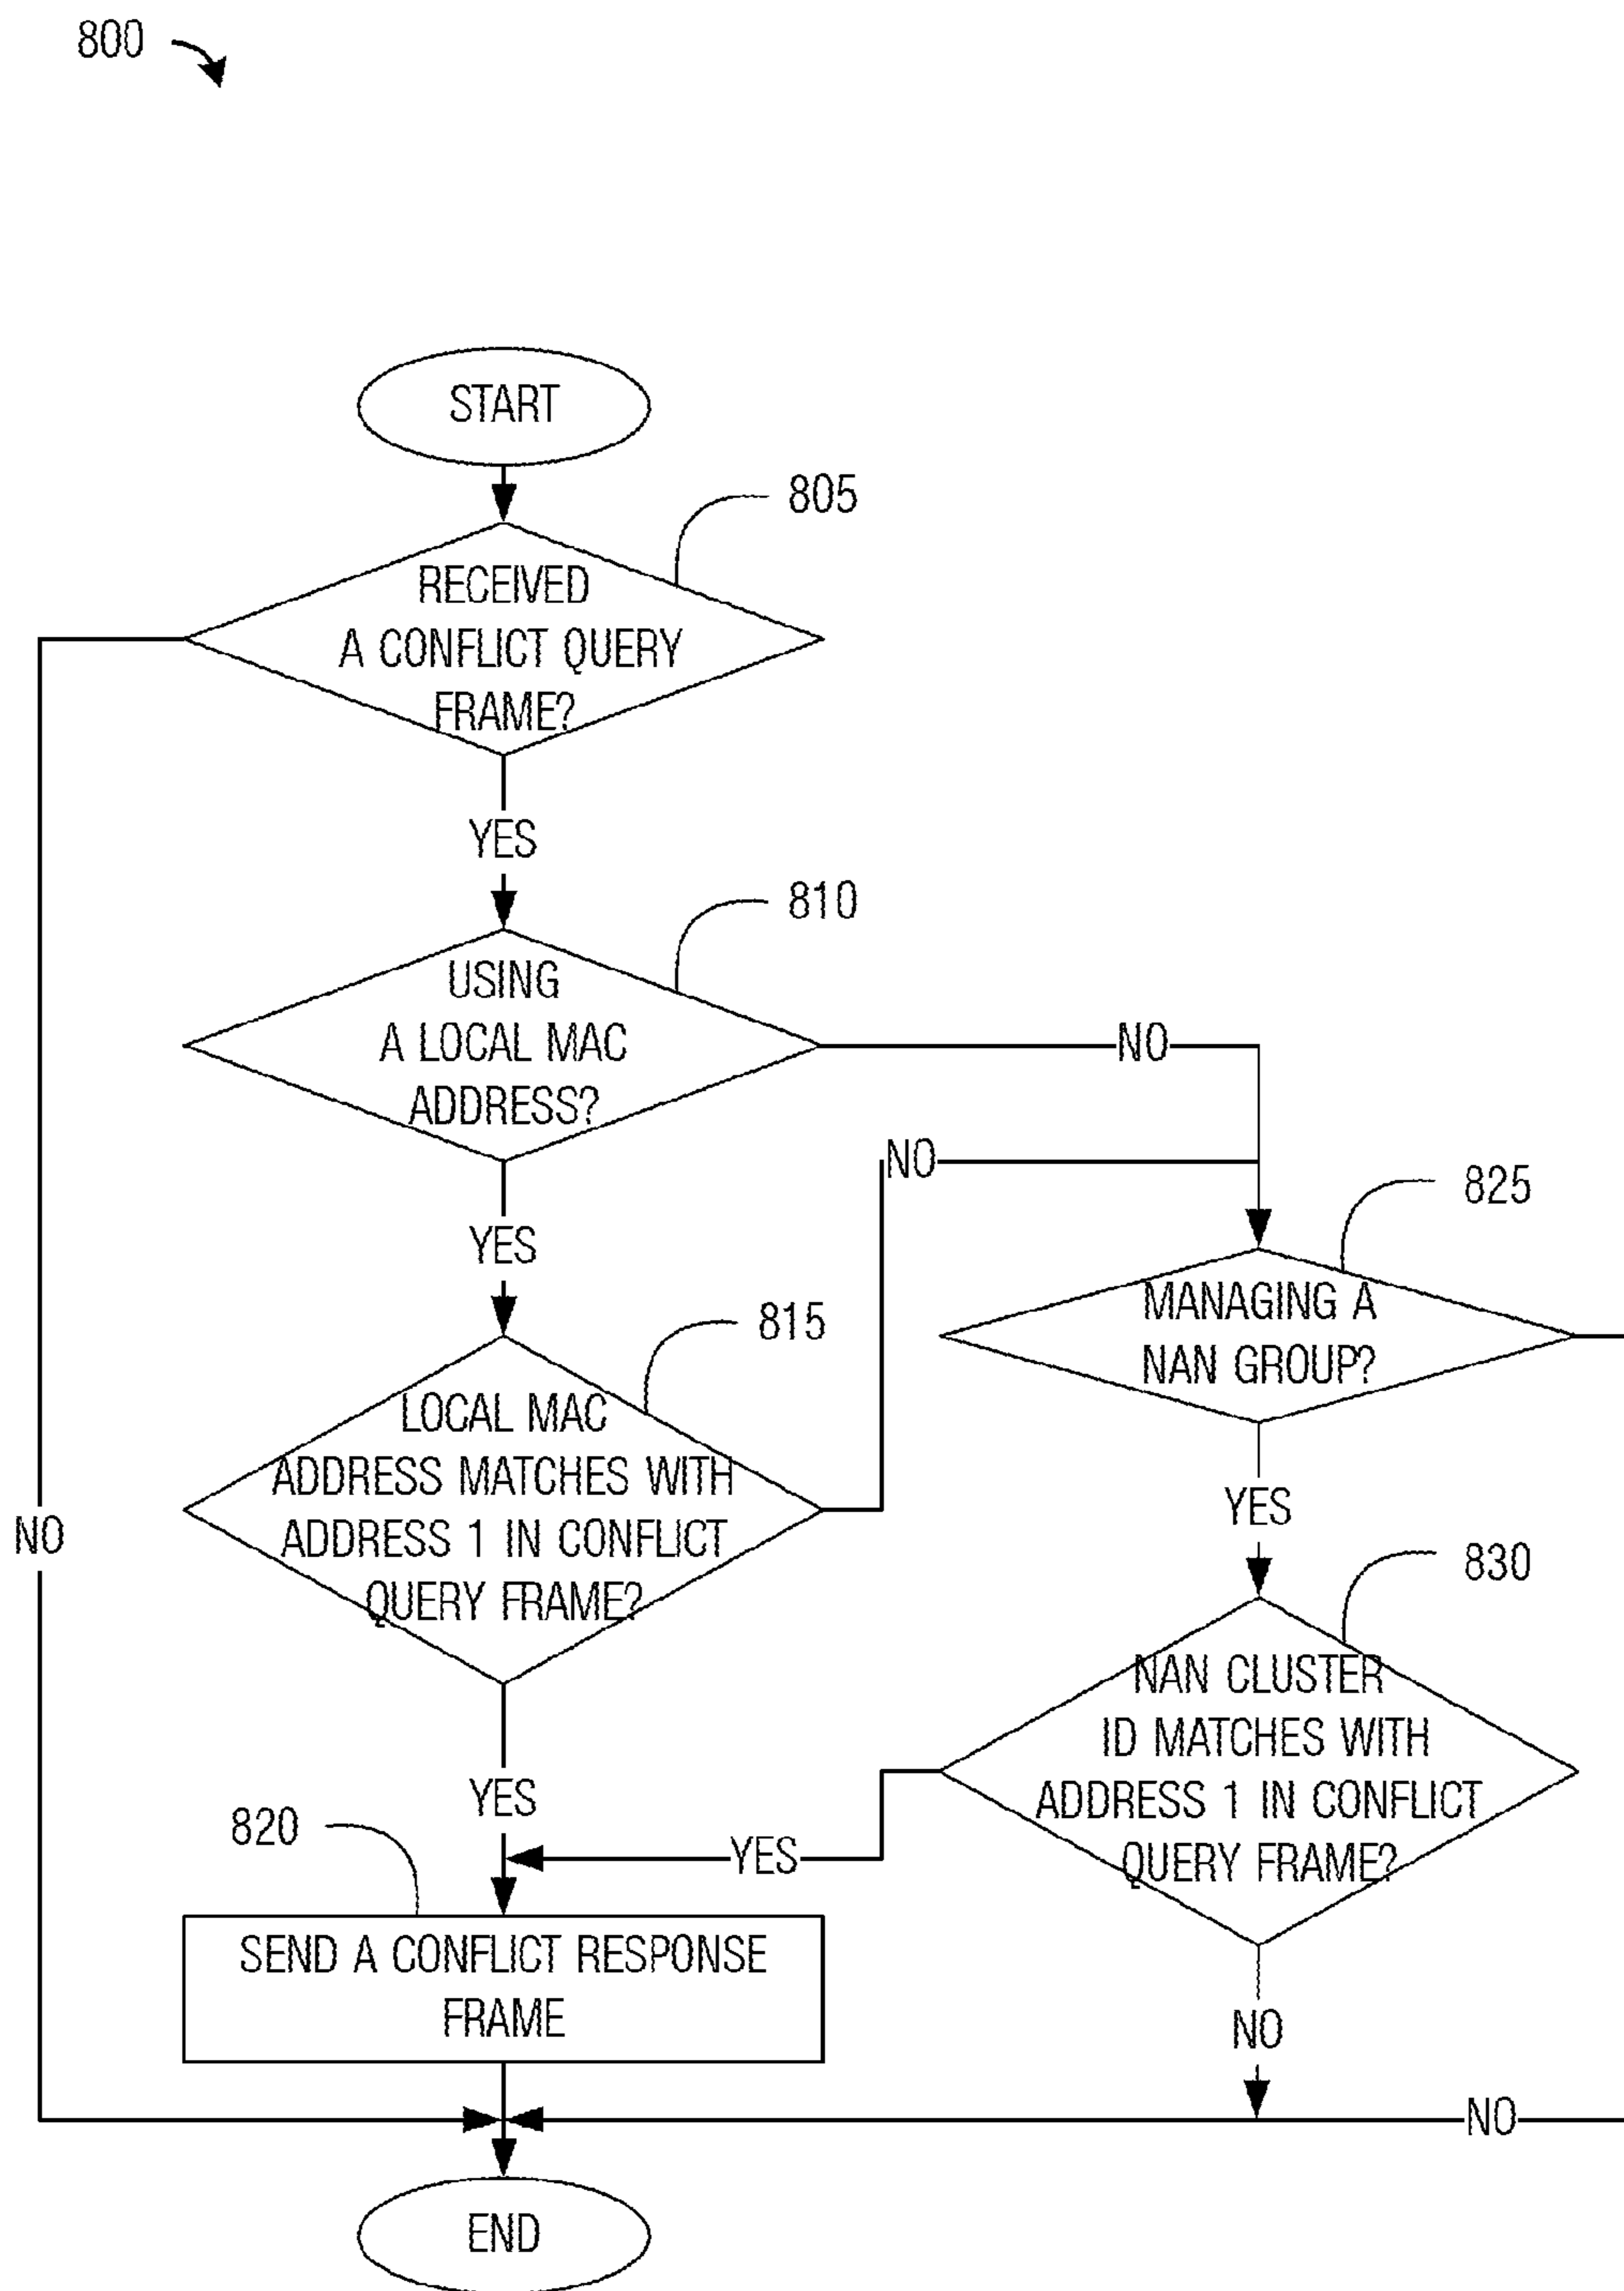 800
START
805
RECEIVED
A CONFLICT QUERY
FRAME?
YES
810
USING
A LOCAL MAC
ADDRESS?
NO
NO
YES
825
MANAGING A
NAN GROUP?
815
LOCAL MAC
ADDRESS MATCHES WITH
ADDRESS 1 IN CONFLICT
QUERY FRAME?
YES
NO
830
NAN CLUSTER
ID MATCHES WITH
ADDRESS 1 IN CONFLICT
QUERY FRAME?
YES
820
YES
SEND A CONFLICT RESPONSE
FRAME
NO
NO
END